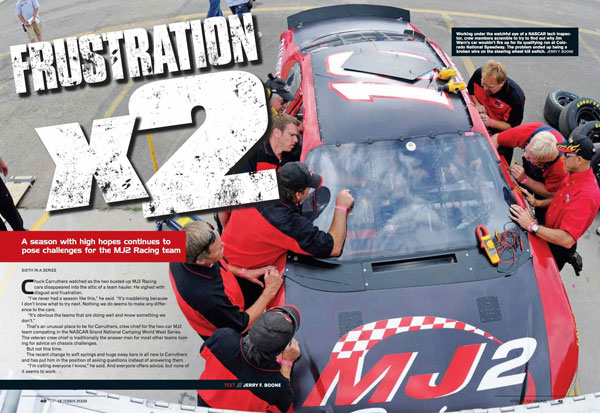 FRUSTRATION
x2
Working under the watchful eye of a NASCAR tech inspec-
tor, crew members scramble to try to find out why Jim
Warn's car wouldn't fire up for its qualifying run at Colo-
rado National Speedway. The problem ended up being a
broken wire on the steering wheel kill switch. JERRY F. BOONE
A season with high hopes continues to
pose challenges for the MJ2 Racing team
SIXTH IN A SERIES
Chuck Carruthers watched as the two busted-up MJ2 Racing
cars disappeared into the attic of a team hauler. He sighed with
disgust and frustration.
"I've never had a season like this," he said. "It's maddening because
I don't know what to try next. Nothing we do seems to make any differ-
ence to the cars.
"It's obvious the teams that are doing well and know something we
don't."
That's an unusual place to be for Carruthers, crew chief for the two-car MJ2
team competing in the NASCAR Grand National Camping World West Series.
The veteran crew chief is traditionally the answer man for most other teams look-
ing for advice on chassis challenges.
But not this time.
The recent change to soft springs and huge sway bars is all new to Carruthers
and has put him in the position of asking questions instead of answering them.
"I'm calling everyone I know," he said. And everyone offers advice, but none of
it seems to work.
TEXT /// JERRY F. BOONE
MJ2
GOODYEAR
48
OCTOBER 2008